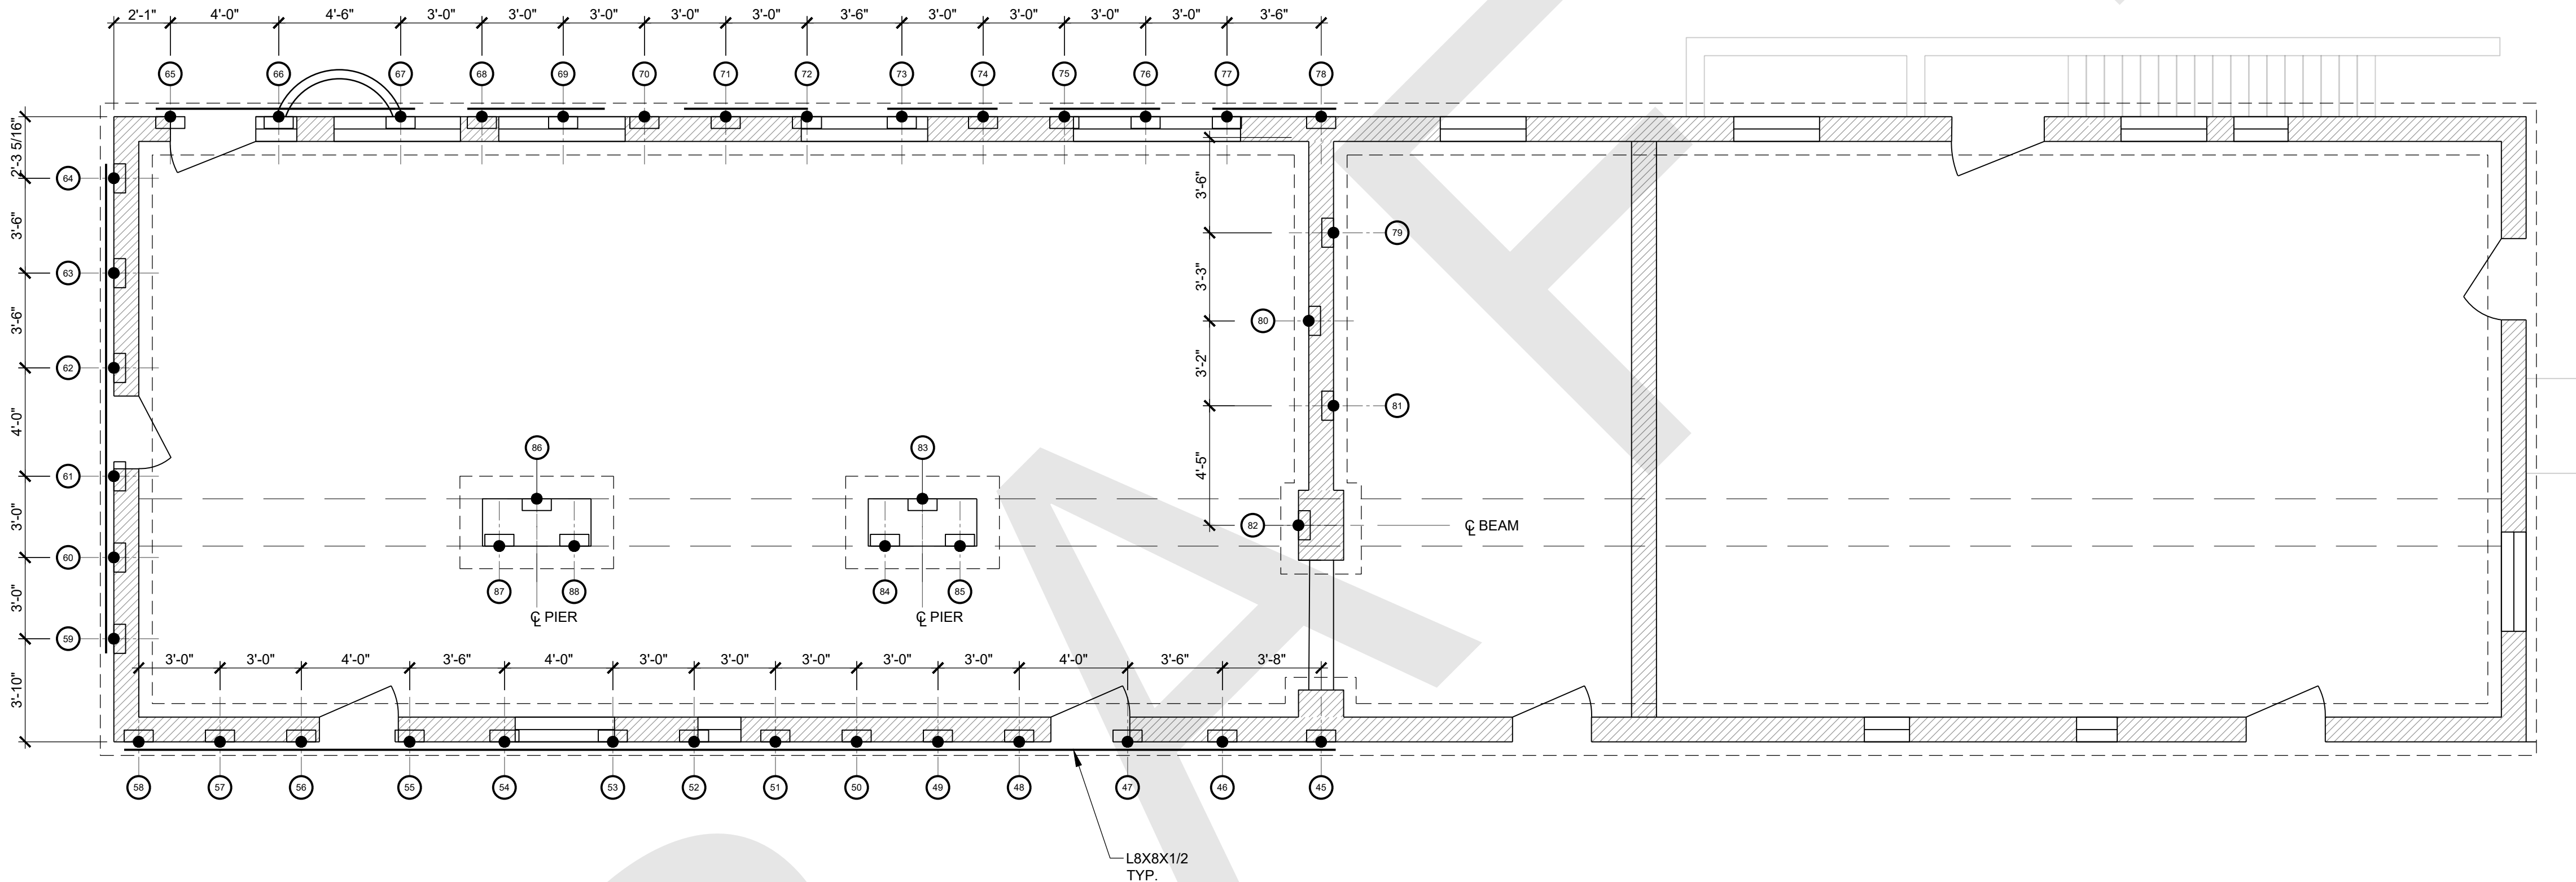 2'-1" 4'-0" 4'-6" 3'-0" 3'-0" 3'-0" 3'-0" 3'-0" 3'-6" 3'-0" 3'-0" 3'-0" 3'-0" 3'-6"
65 66 67 68 69 70 71 72 73 74 75 76 77 78
2'-3 5/16"
64
3'-6"
63
3'-6"
62
4'-0"
61
3'-0"
60
3'-0"
59
3'-10"
3'-6"
79
3'-3"
80
3'-2"
81
4'-5"
82
℄ BEAM
86
87 88
℄ PIER
83
84 85
℄ PIER
3'-0" 3'-0" 4'-0" 3'-6" 4'-0" 3'-0" 3'-0" 3'-0" 3'-0" 3'-0" 4'-0" 3'-6" 3'-8"
58 57 56 55 54 53 52 51 50 49 48 47 46 45
L8X8X1/2
TYP.